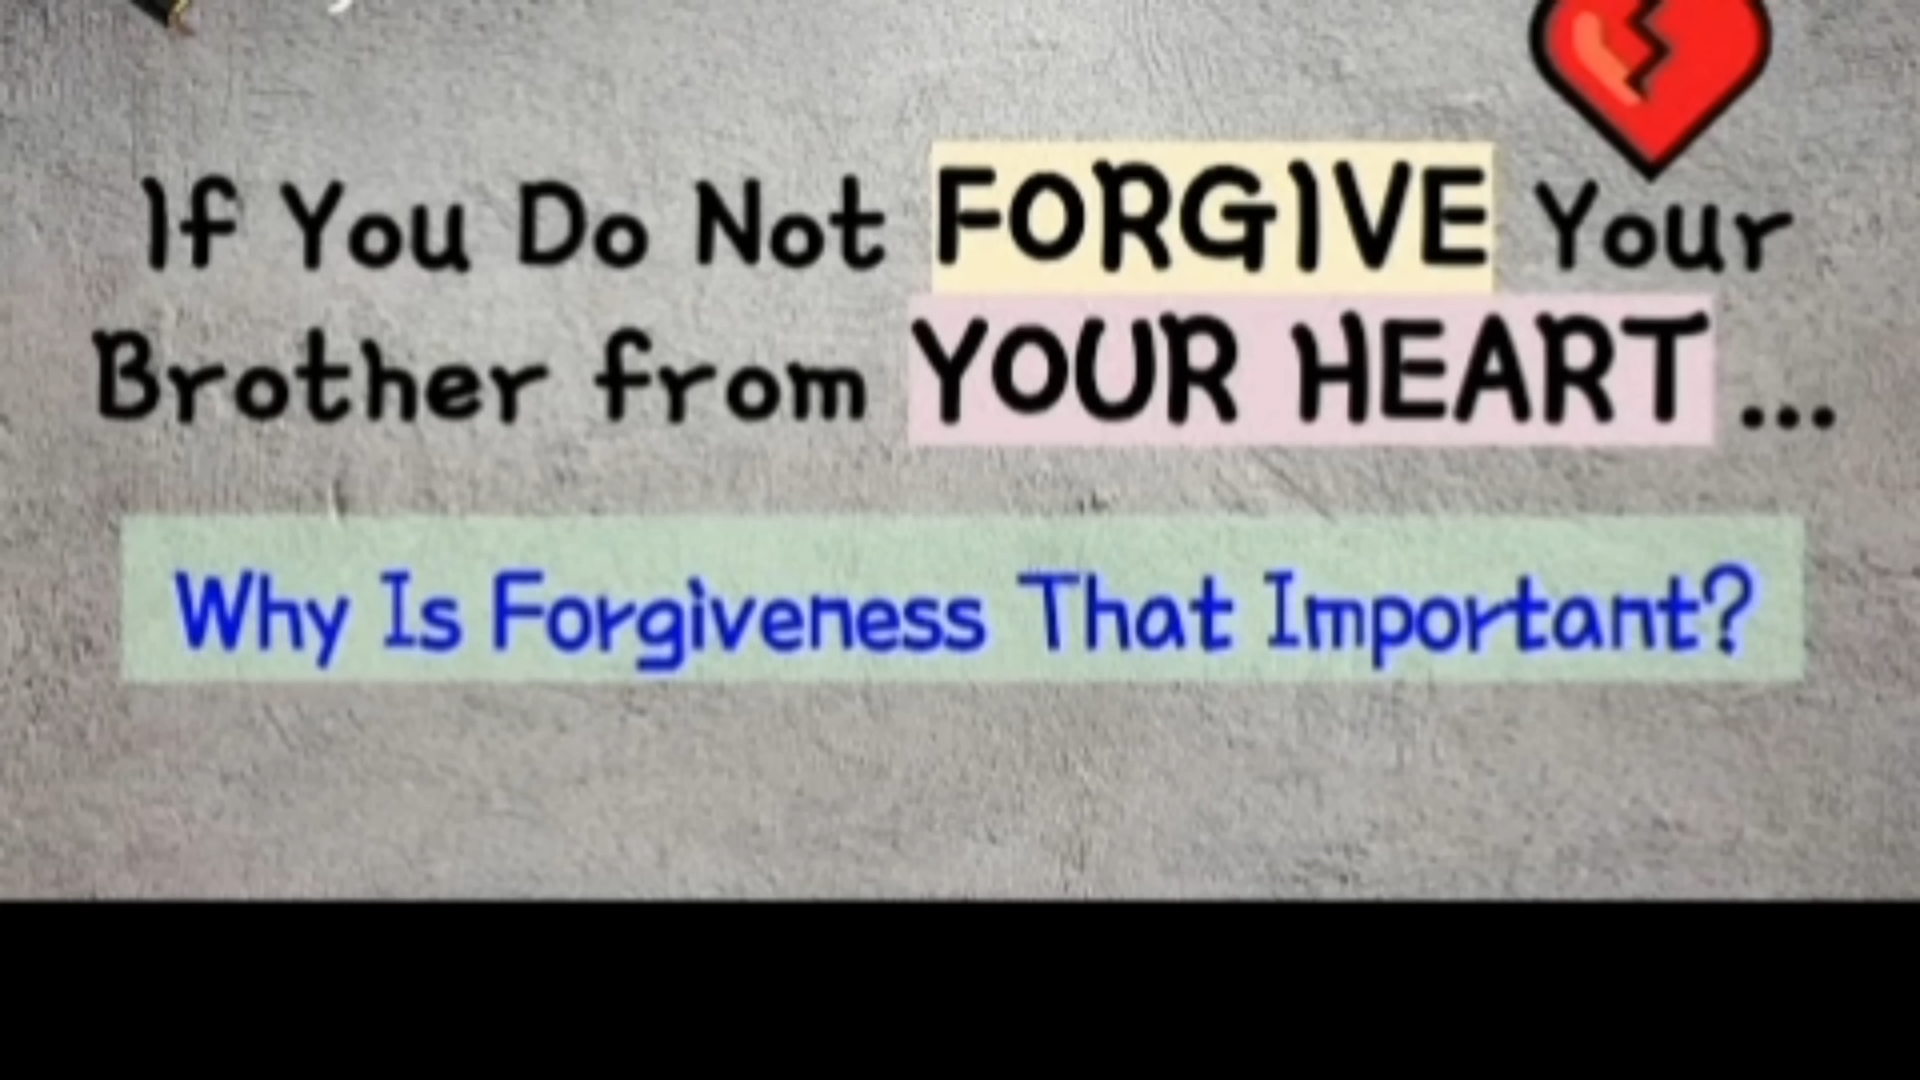 If You Do Not FORGIVE Your
Brother from YOUR HEART ...
Why Is Forgiveness That Important?